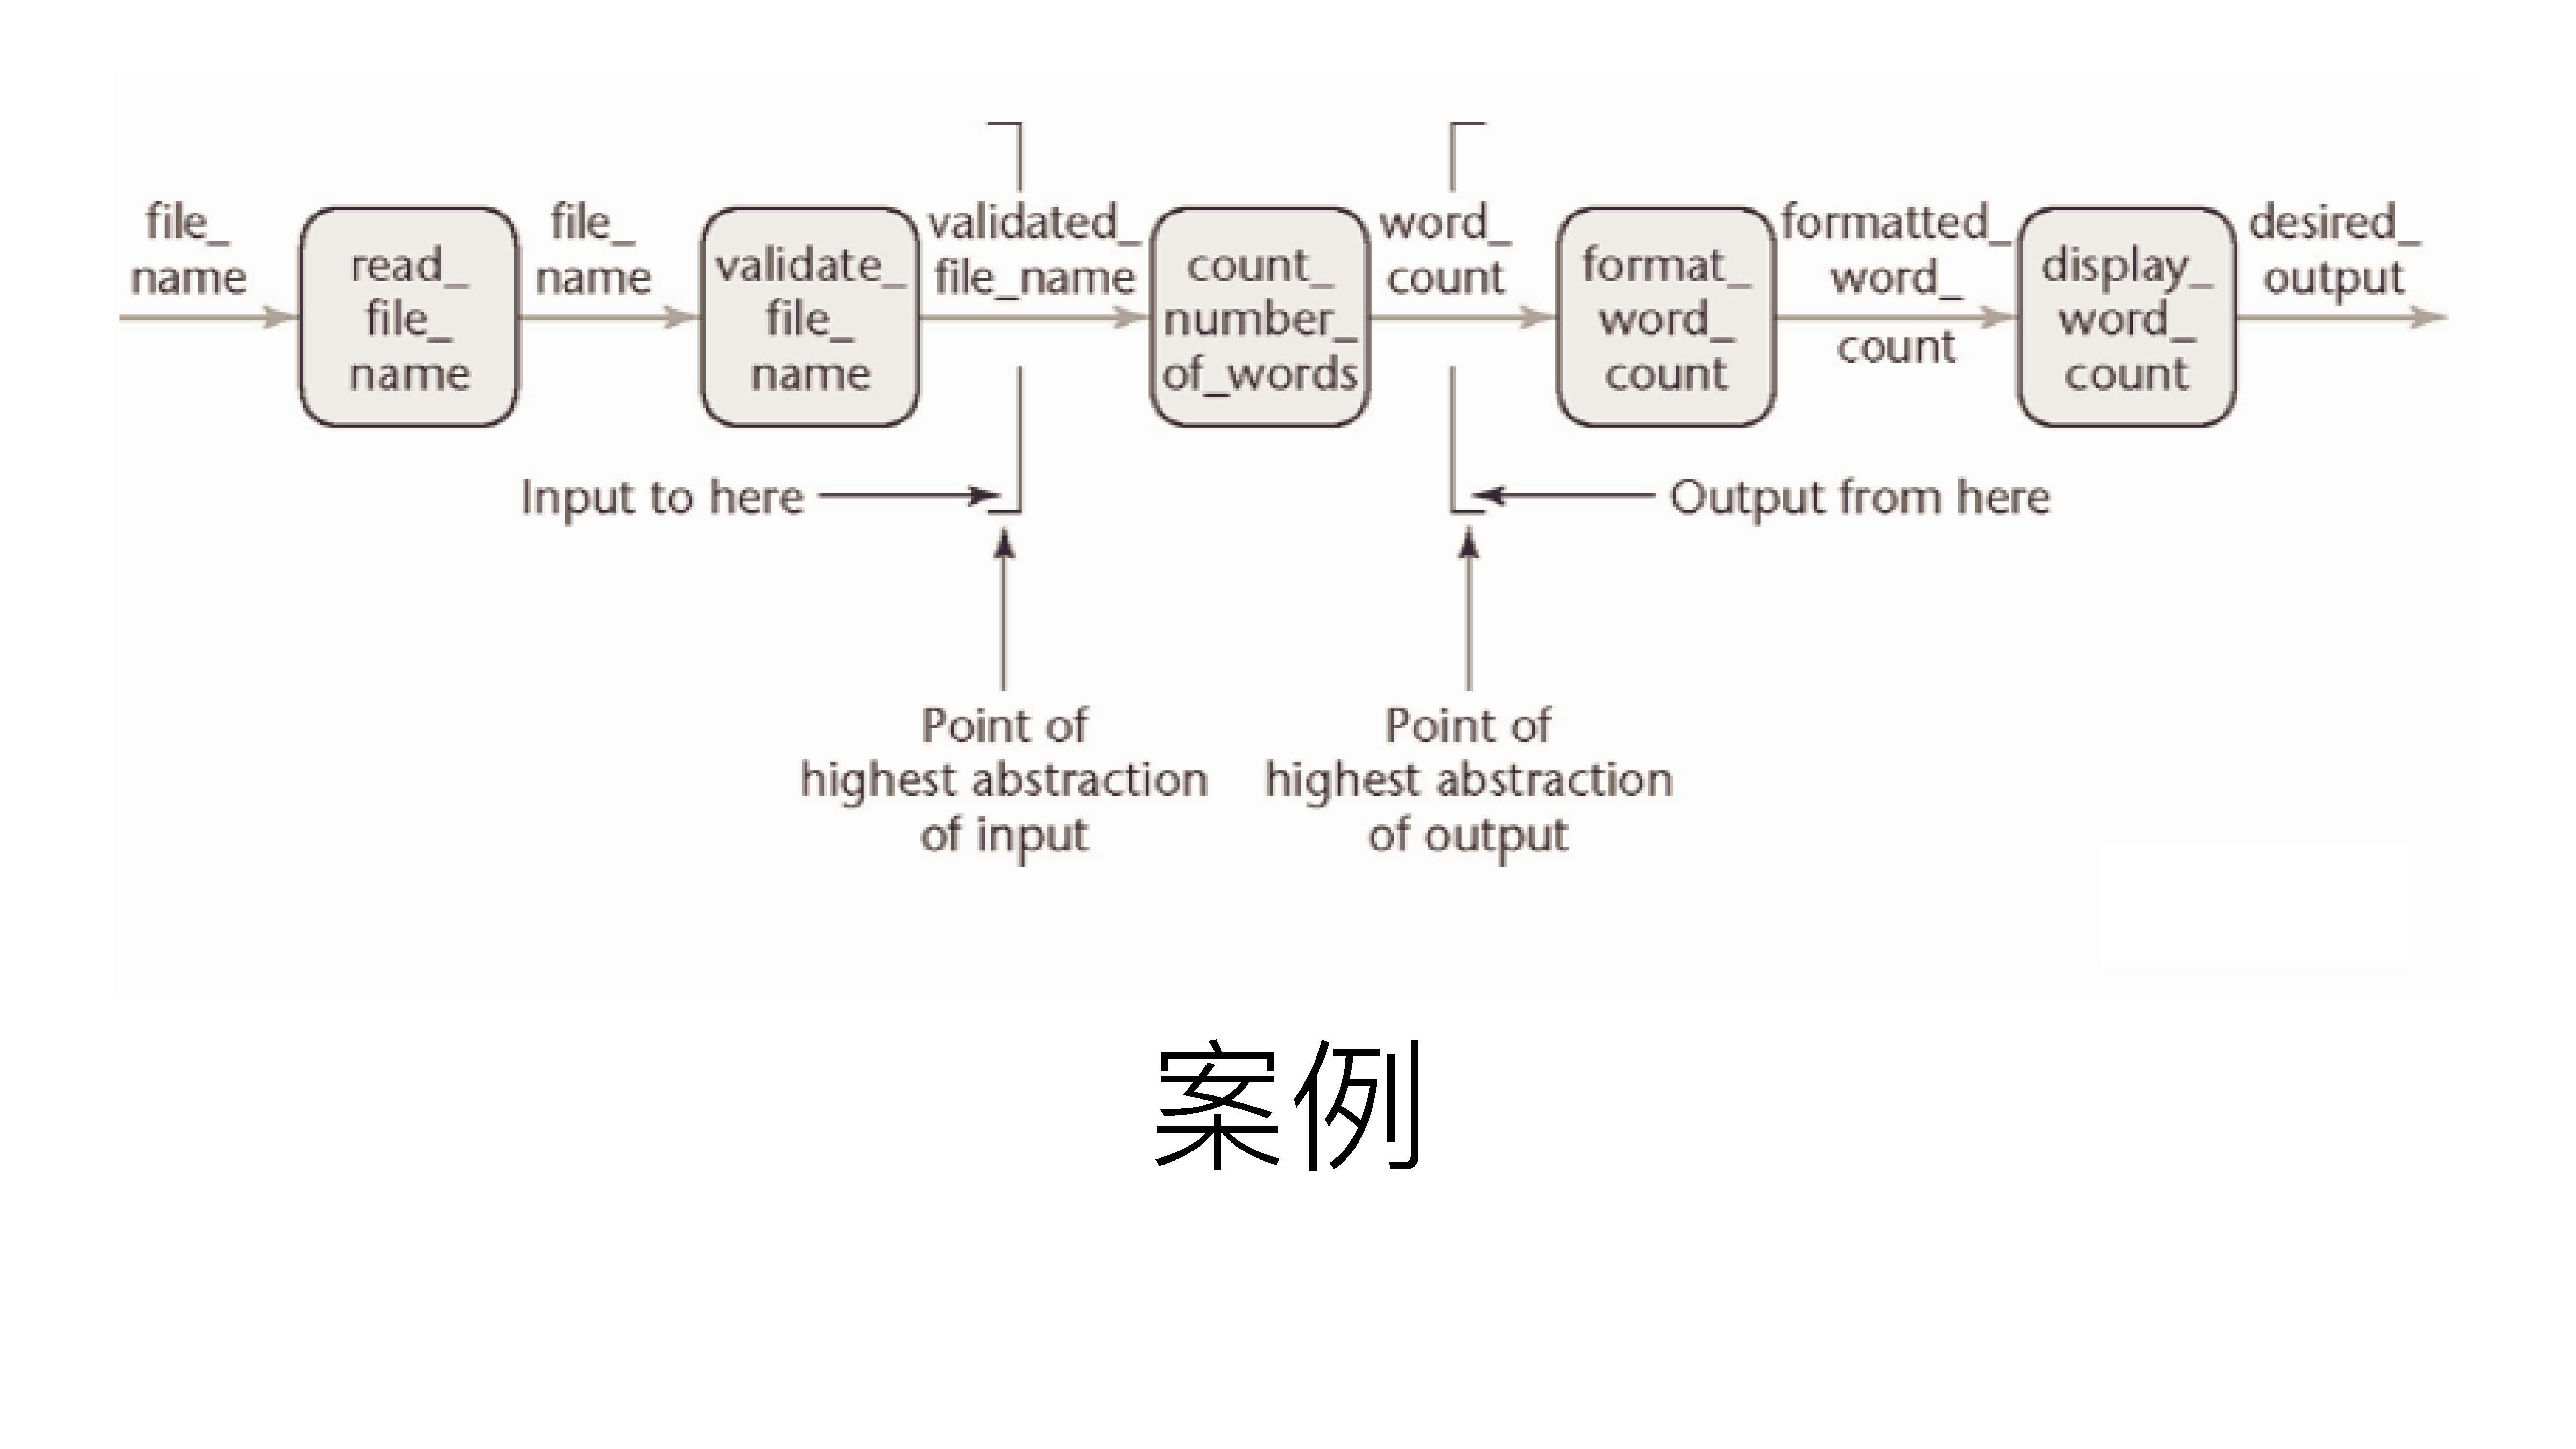 file_
name
read_
file_
name
file_
name
validate_
file_
name
validated_
file_name
count_
number_
of_words
word_
count
format_
word_
count
formatted_
word_
count
display_
word_
count
desired_
output
Input to here
Output from here
Point of
highest abstraction
of input
Point of
highest abstraction
of output
案例